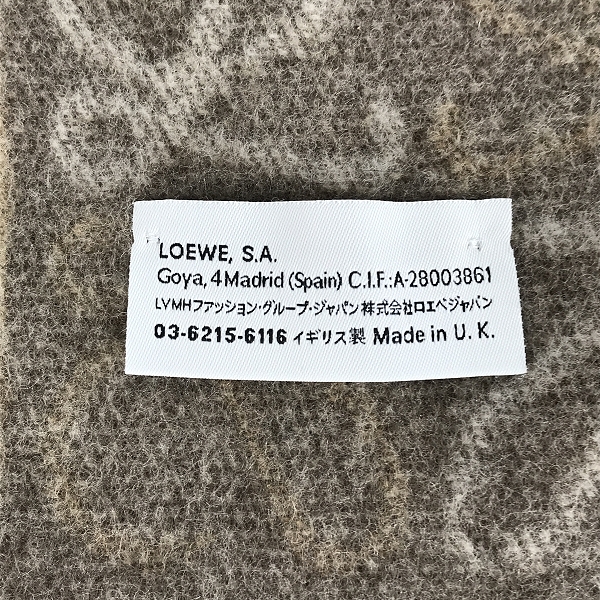 LOEWE, S.A.
Goya, 4 Madrid (Spain) C.I.F.:A-28003861
LVMHファッション・グループ・ジャパン株式会社ロエベジャパン
03-6215-6116 イギリス製 Made in U. K.